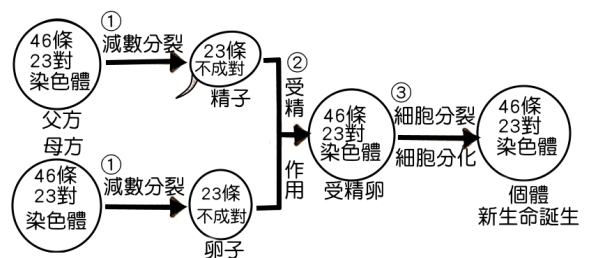 46條
23對
染色體
父方
①
減數分裂
23條
不成對
精子
母方
46條
23對
染色體
①
減數分裂
23條
不成對
卵子
②
受精
作用
46條
23對
染色體
受精卵
③
細胞分裂
細胞分化
46條
23對
染色體
個體
新生命誕生